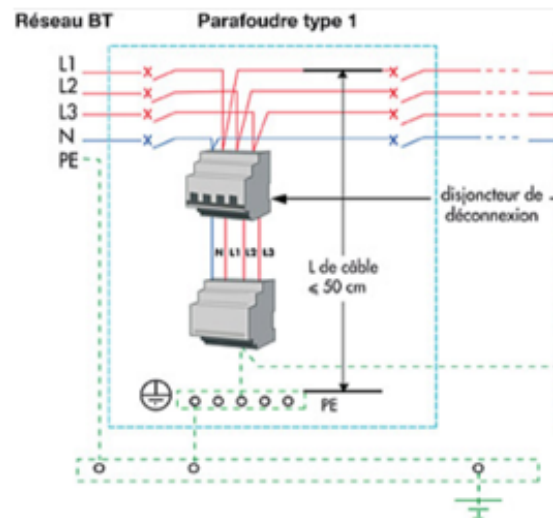 Réseau BT Parafoudre type 1
L1
L2
L3
N
PE
disjoncteur de
déconnexion
N L1 L2 L3
L de câble
⩽ 50 cm
PE